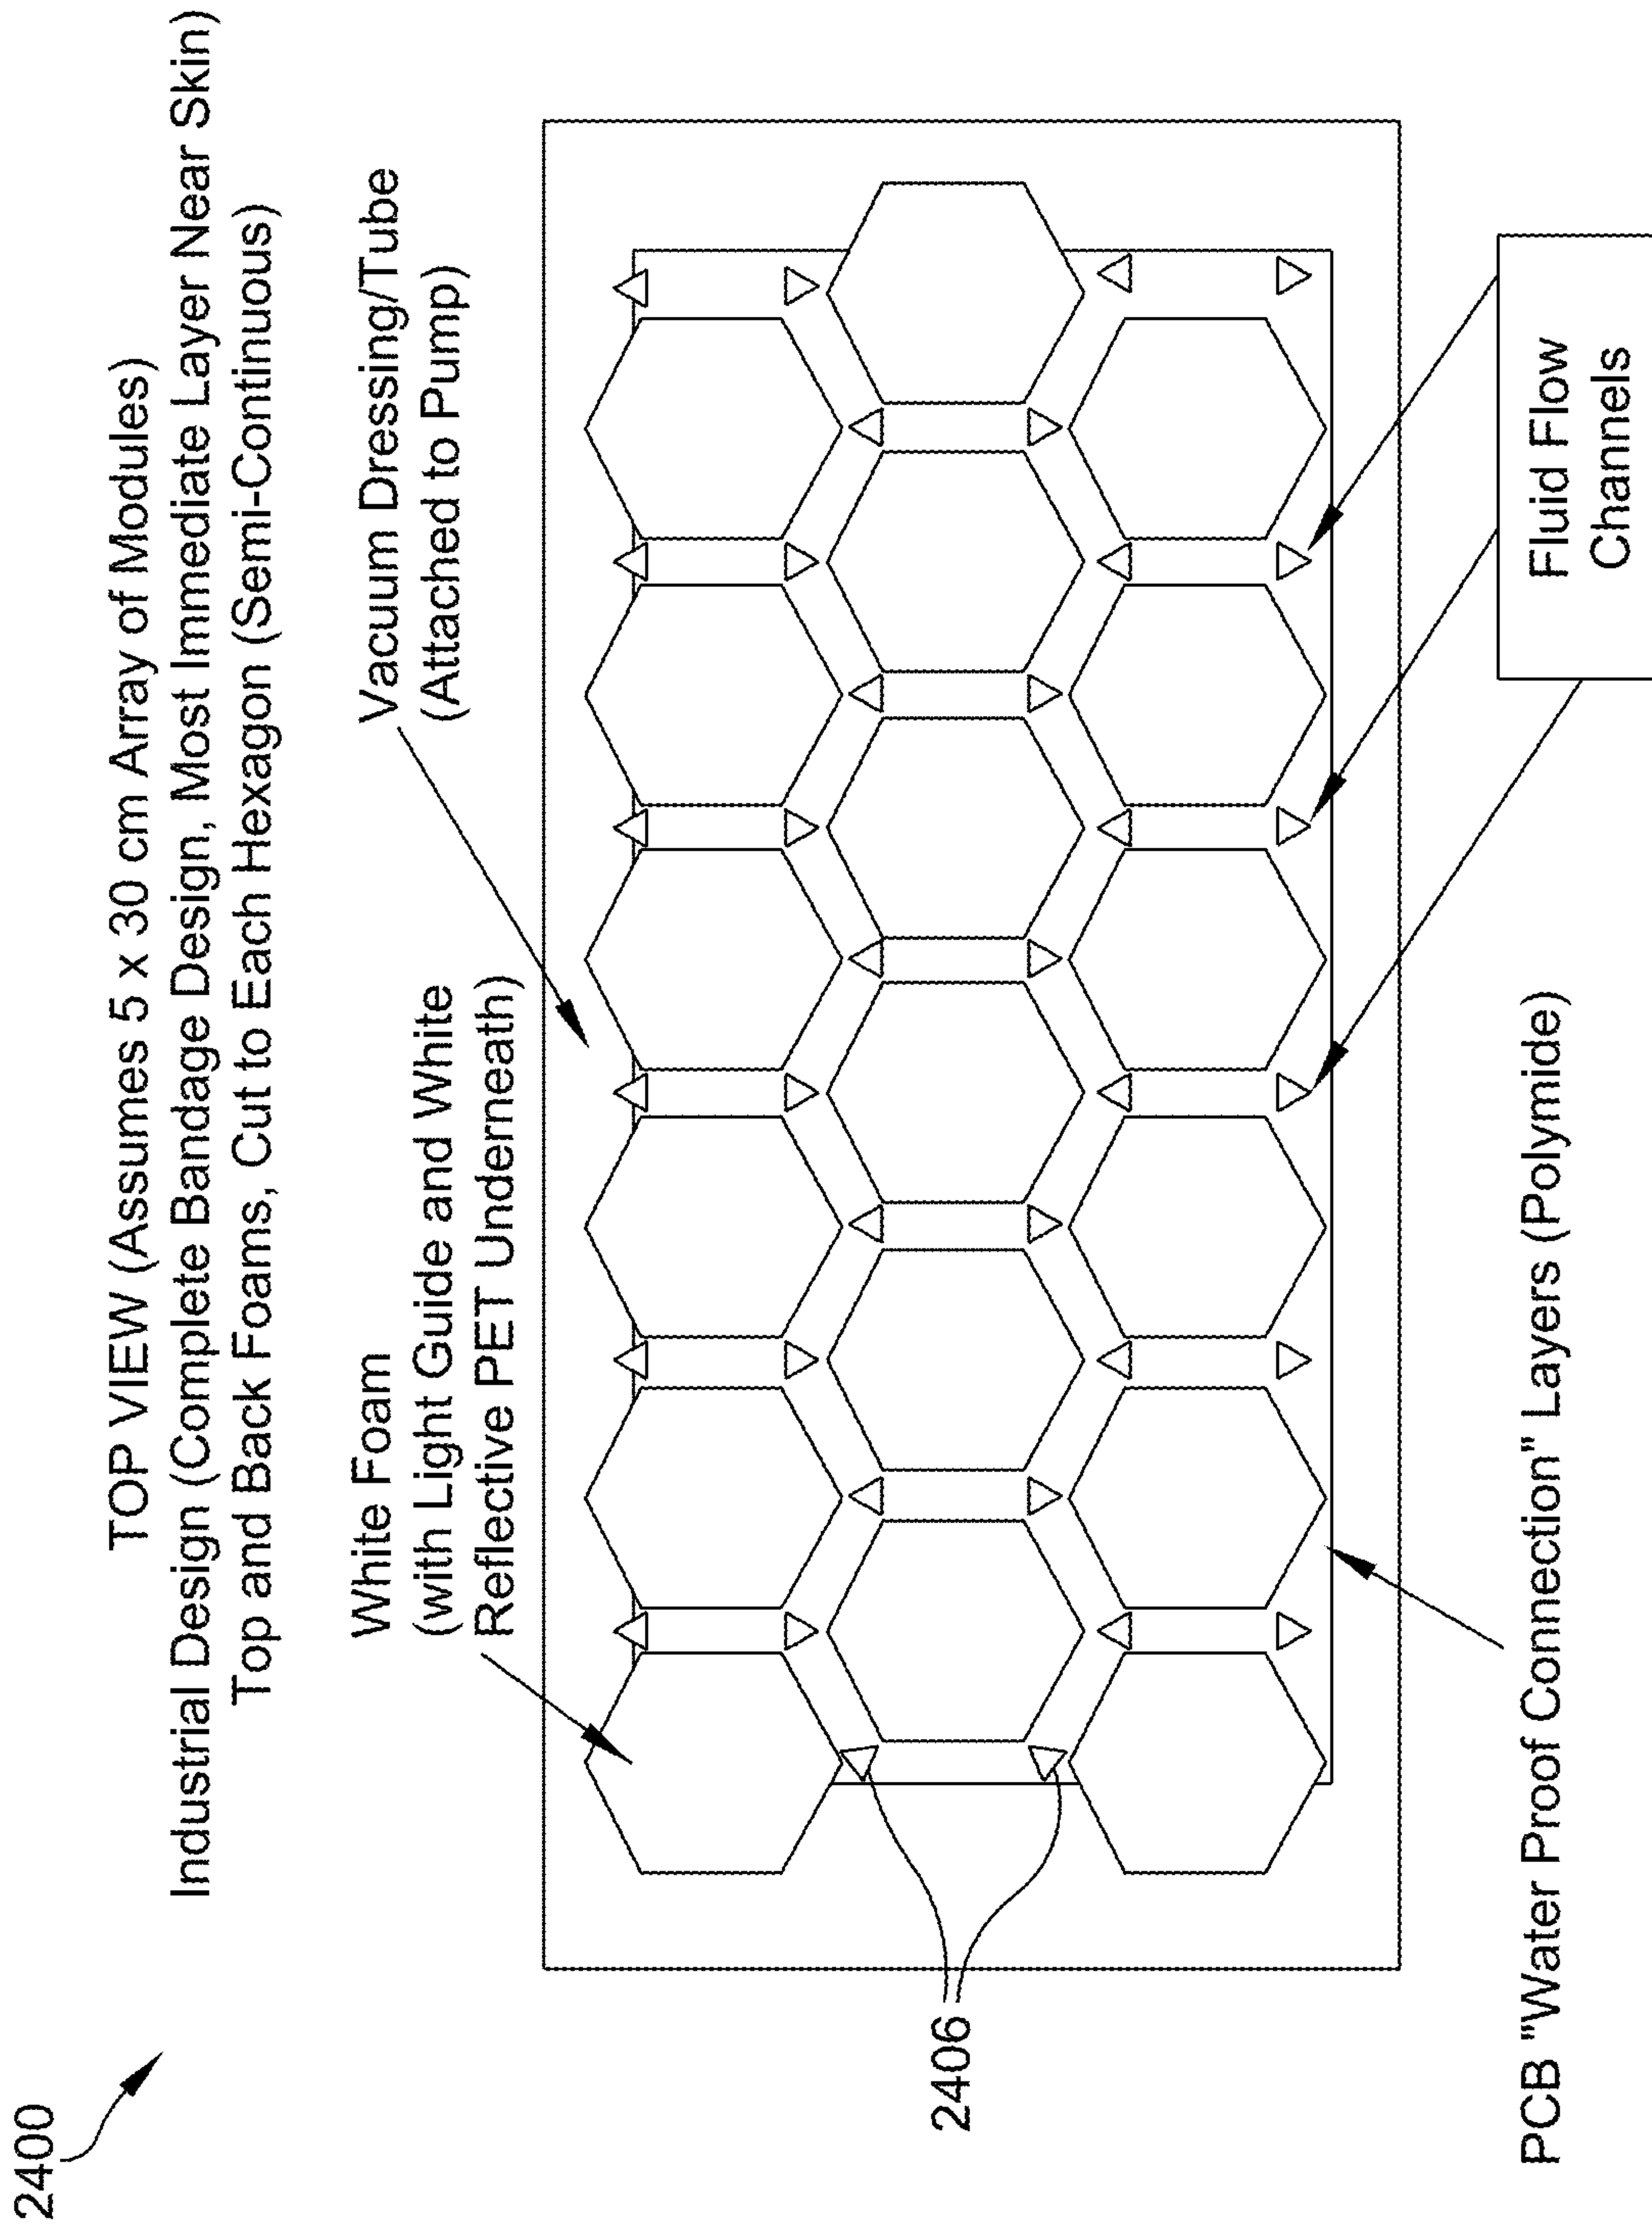 2400
TOP VIEW (Assumes 5 x 30 cm Array of Modules)
Industrial Design (Complete Bandage Design, Most Immediate Layer Near Skin)
Top and Back Foams, Cut to Each Hexagon (Semi-Continuous)
White Foam
(with Light Guide and White
Reflective PET Underneath)
Vacuum Dressing/Tube
(Attached to Pump)
2406
PCB "Water Proof Connection" Layers (Polymide)
Fluid Flow
Channels